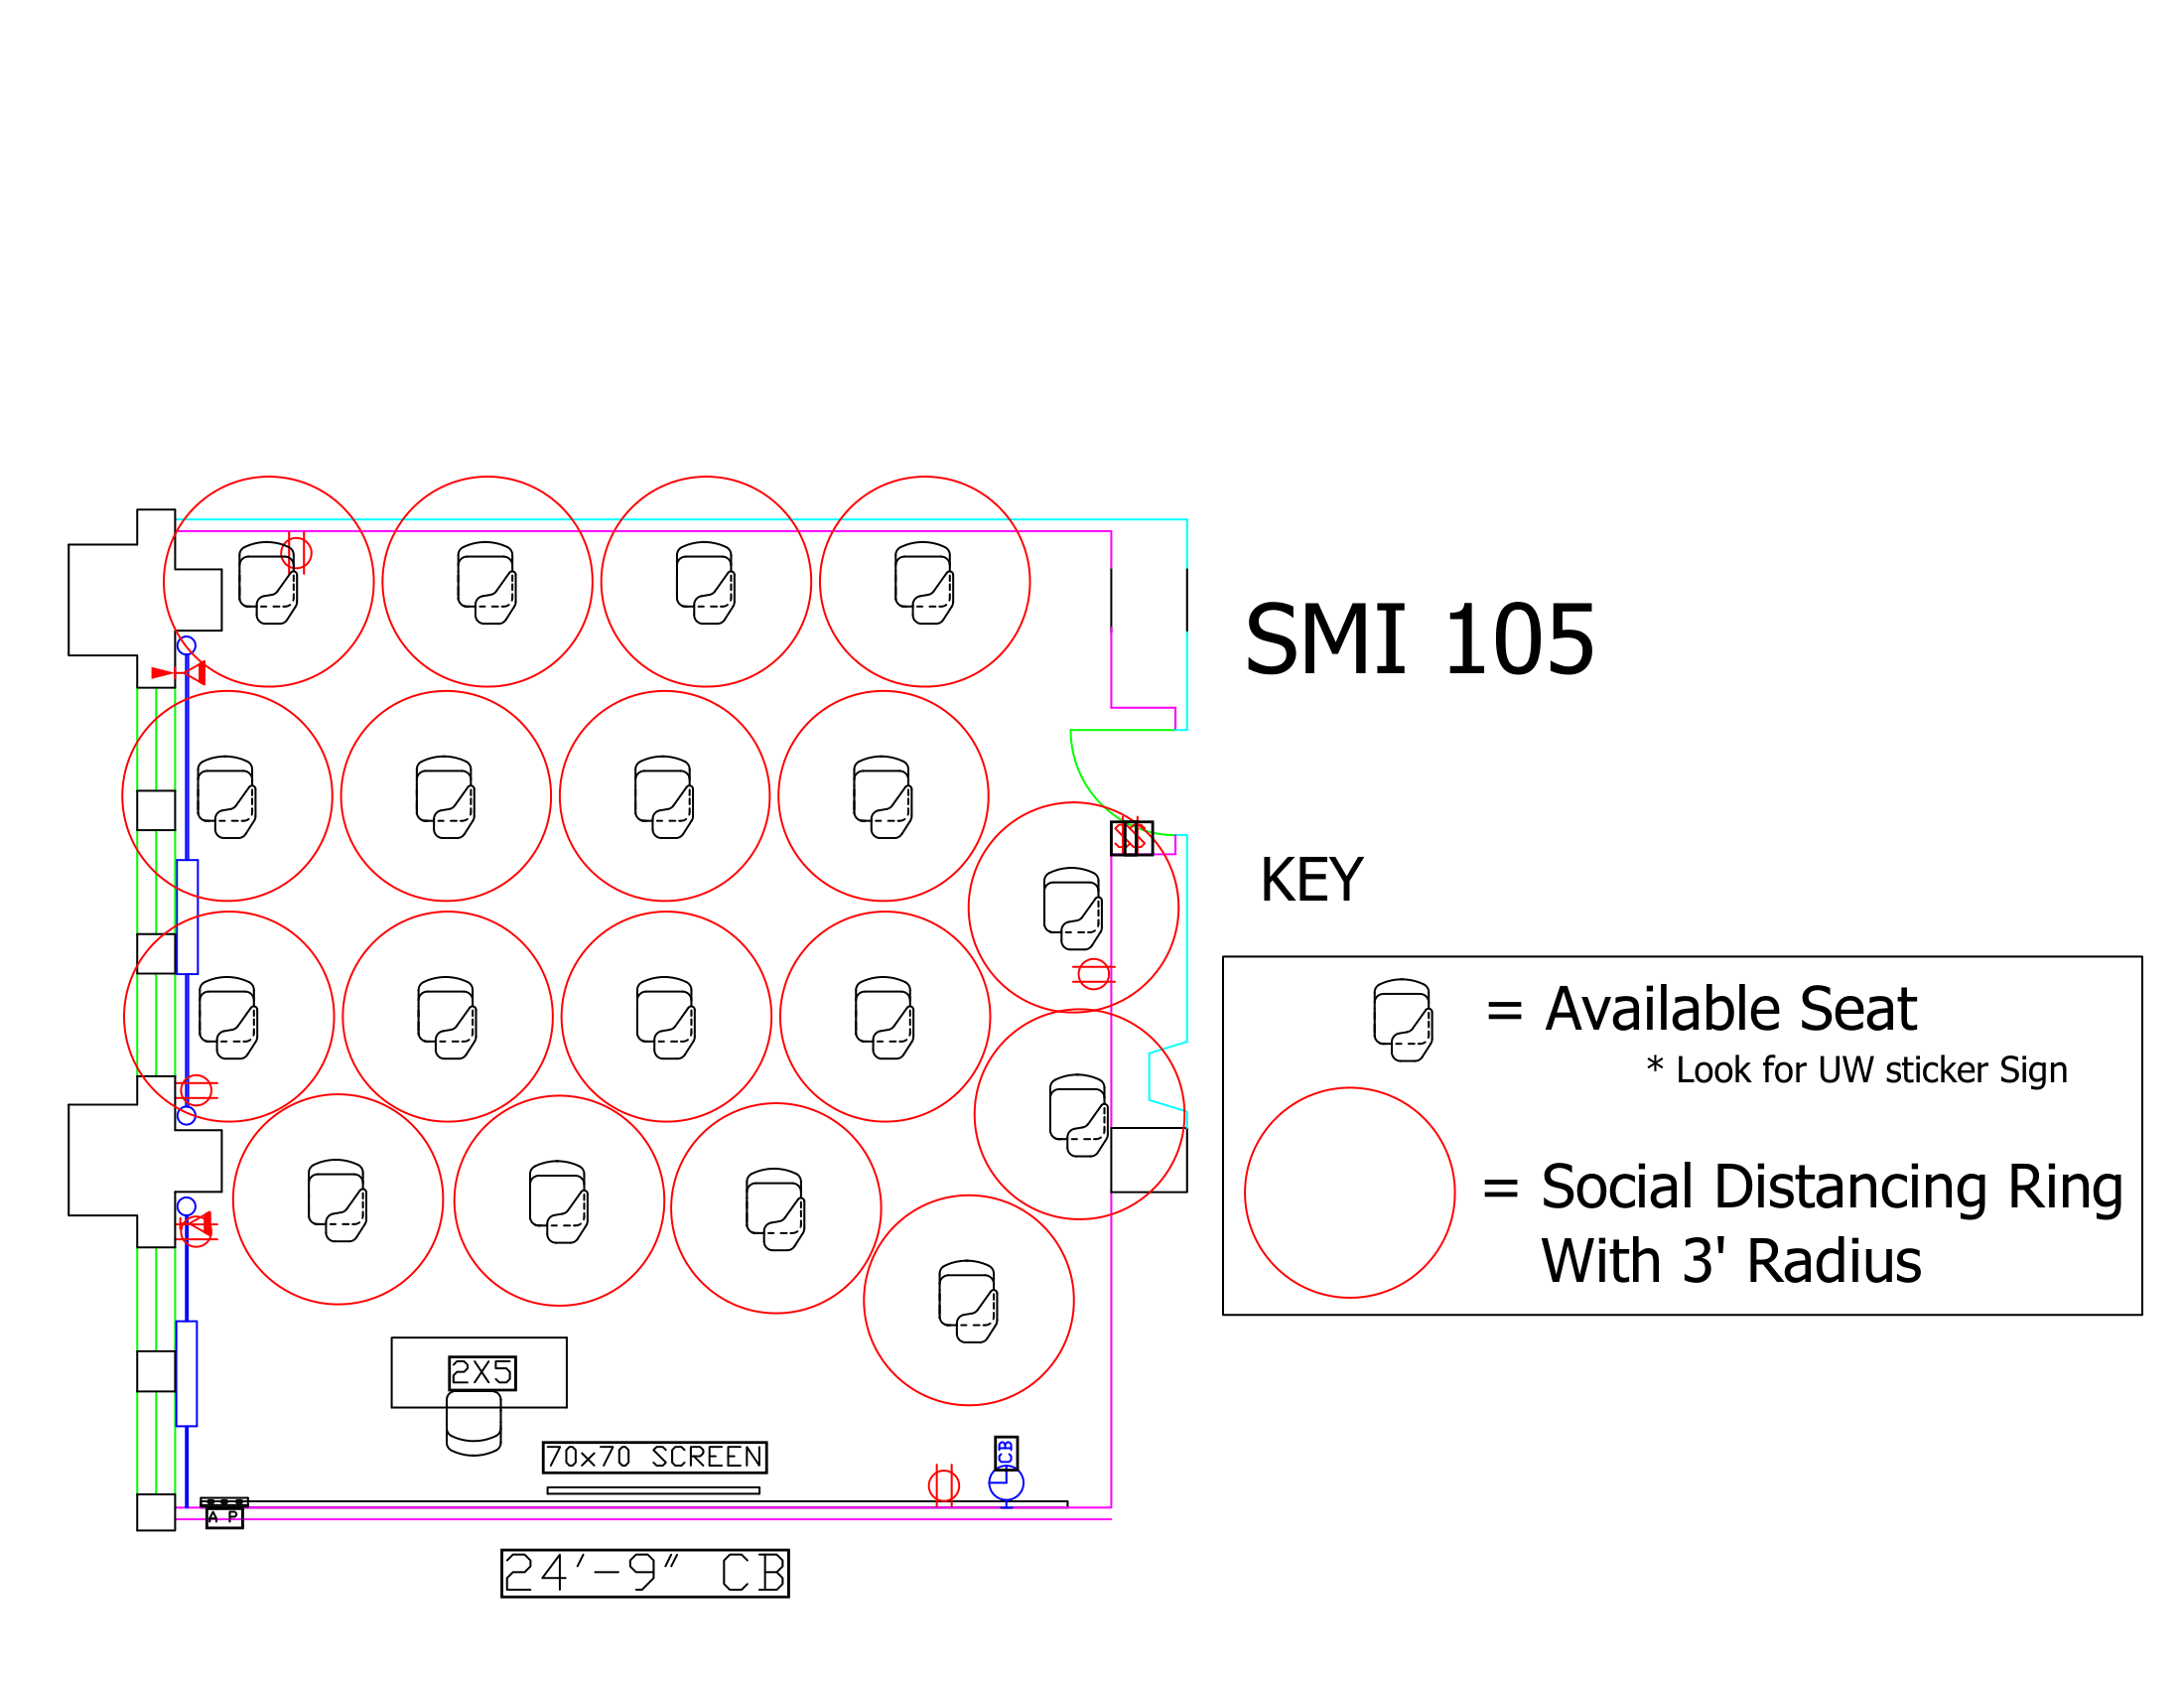 SMI 105
KEY
= Available Seat
* Look for UW sticker Sign
= Social Distancing Ring
With 3' Radius
2X5
70x70 SCREEN
CB
A P
24'-9" CB